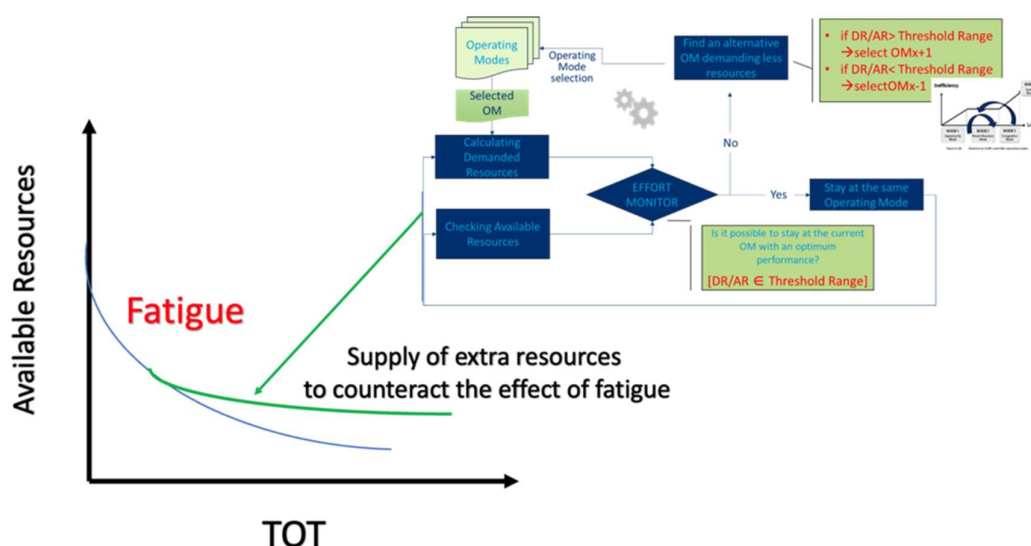 Operating
Modes
Operating
Mode
selection
Find an alternative
OM demanding less
resources
• if DR/AR> Threshold Range
→select OMx+1
• if DR/AR< Threshold Range
→selectOMx-1
Inefficiency
Selected
OM
Calculating
Demanded
Resources
No
EFFORT
MONITOR
Yes
Stay at the same
Operating Mode
Checking Available
Resources
Is it possible to stay at the current
OM with an optimum
performance?
[DR/AR ∈ Threshold Range]
Available Resources
Fatigue
Supply of extra resources
to counteract the effect of fatigue
TOT